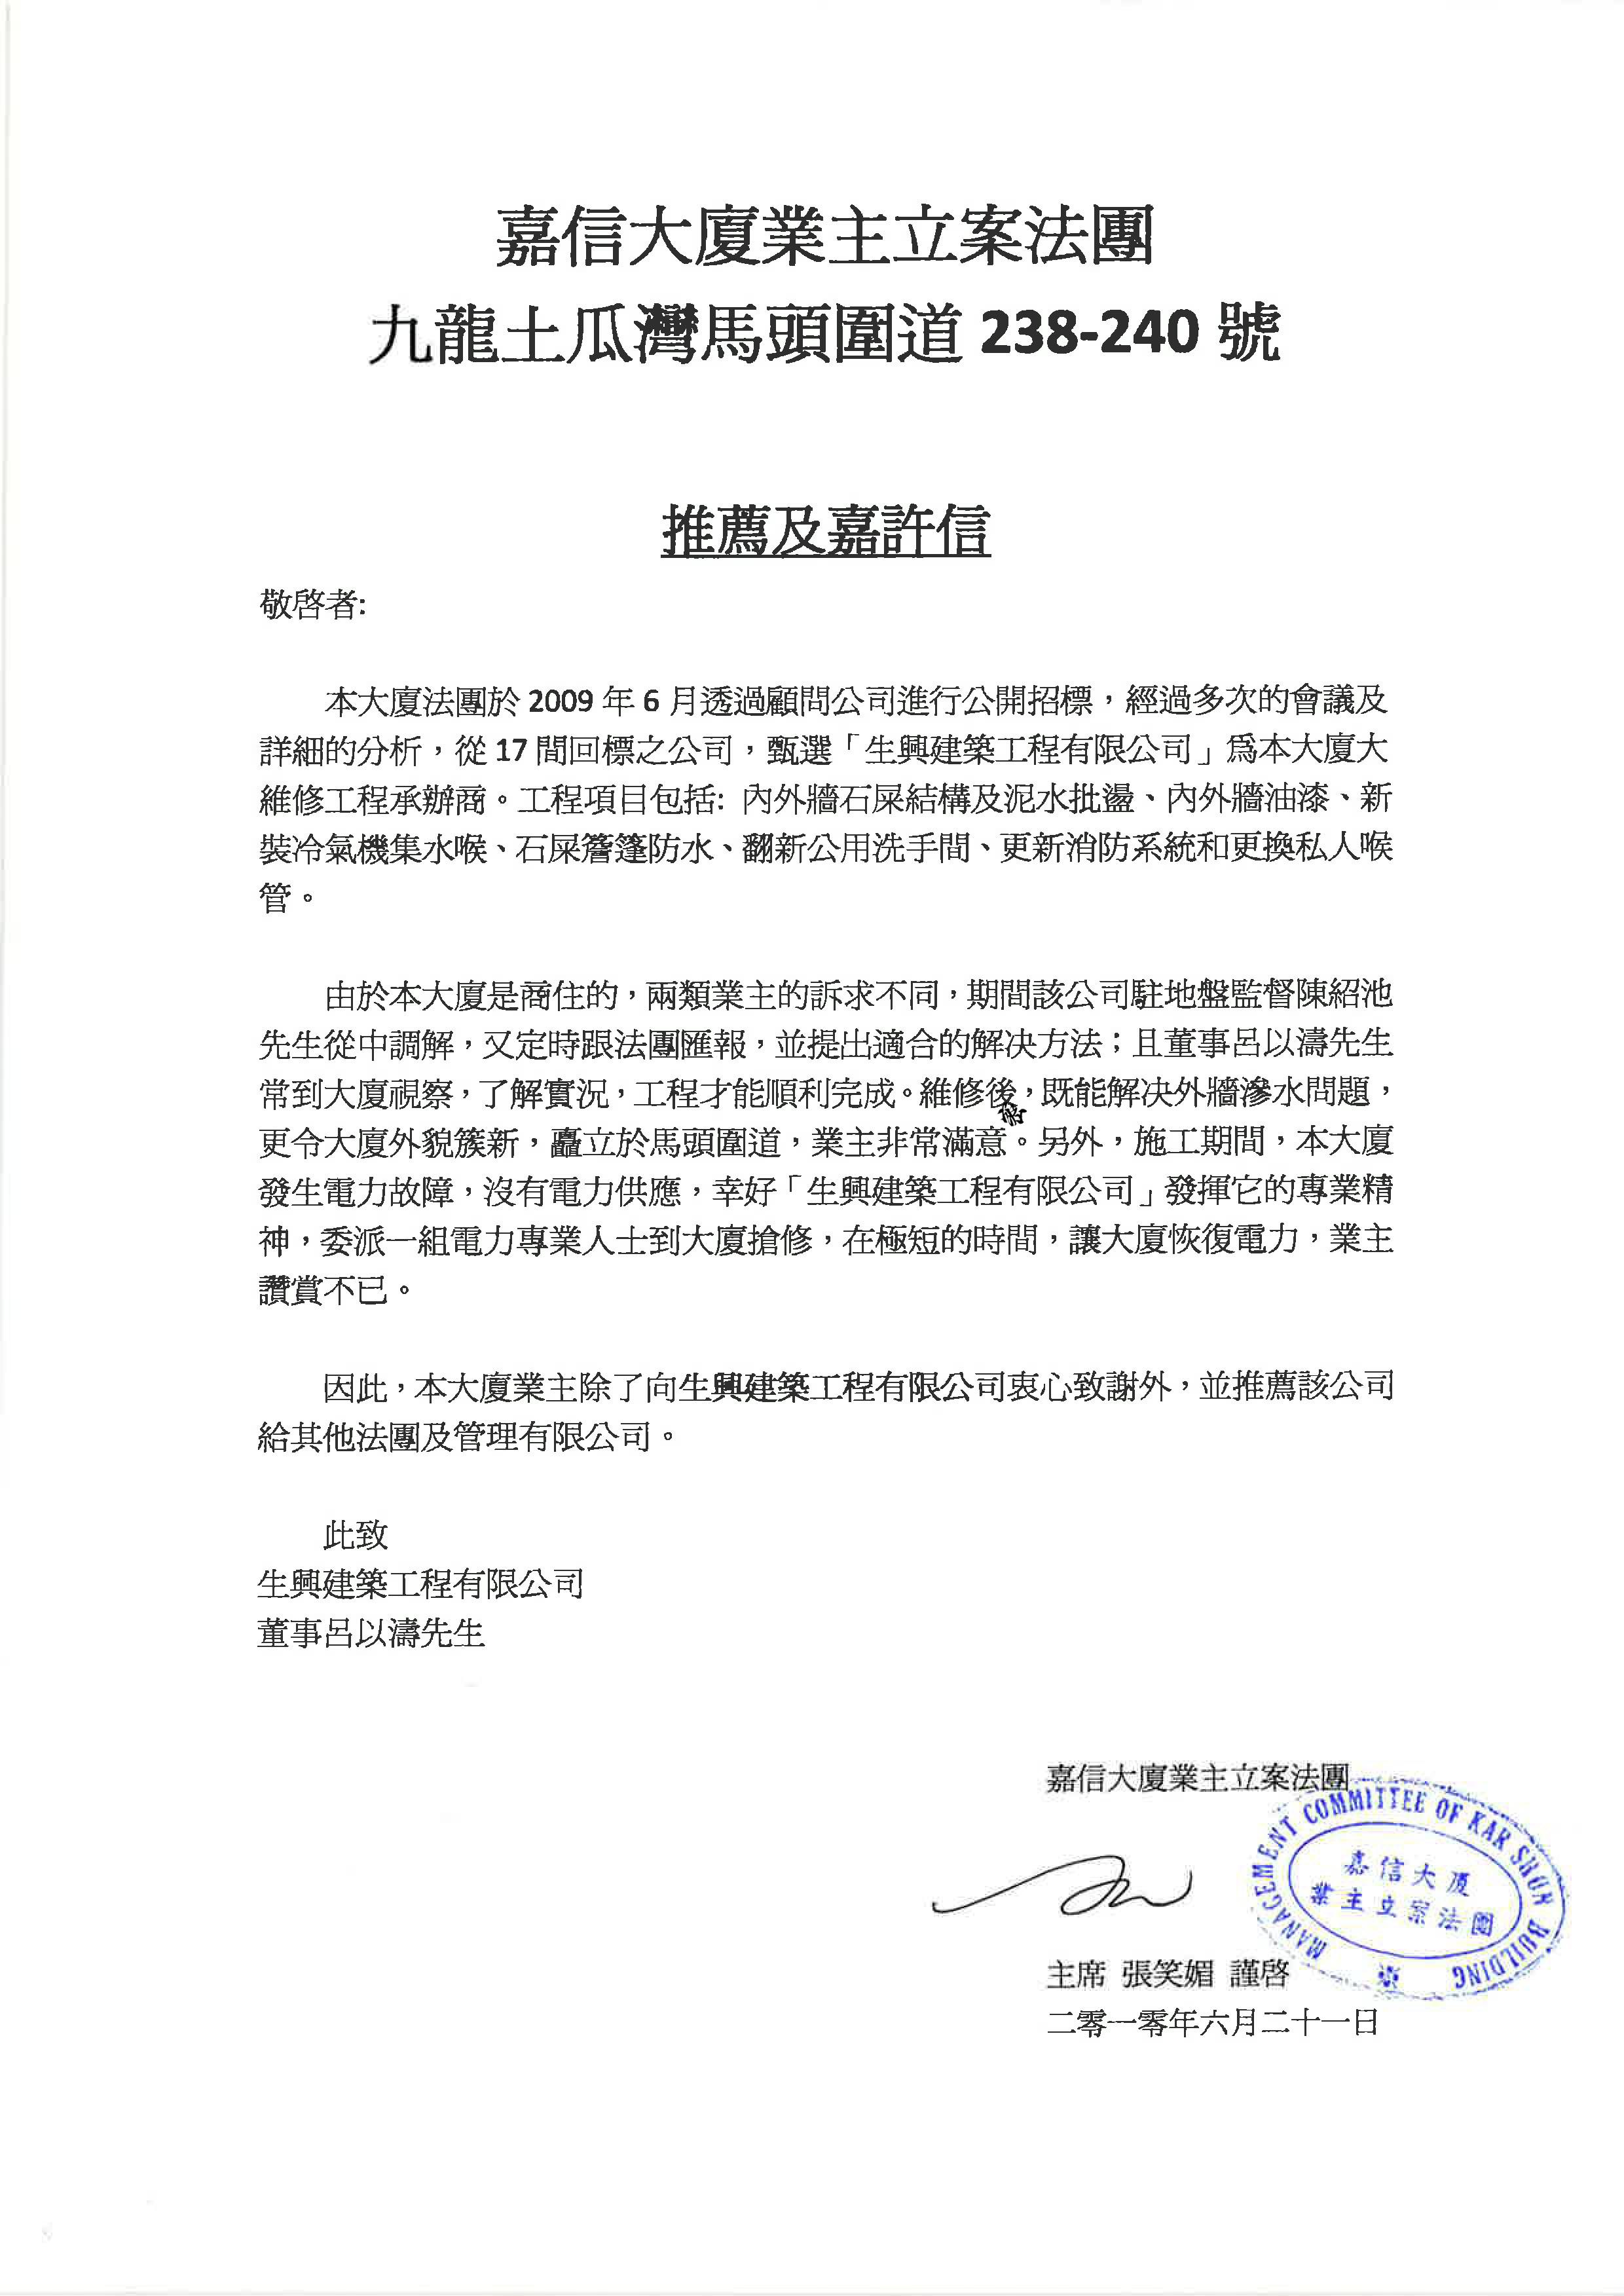 嘉信大廈業主立案法團
九龍土瓜灣馬頭圍道 238-240 號
推薦及嘉許信
敬啓者:
本大廈法團於 2009 年 6 月透過顧問公司進行公開招標，經過多次的會議及
詳細的分析，從 17 間回標之公司，甄選「生興建築工程有限公司」為本大廈大
維修工程承辦商。工程項目包括: 內外牆石屎結構及泥水批盪、內外牆油漆、新
裝冷氣機集水喉、石屎簷篷防水、翻新公用洗手間、更新消防系統和更換私人喉
管。
由於本大廈是商住的，兩類業主的訴求不同，期間該公司駐地盤監督陳紹池
先生從中調解，又定時跟法團匯報，並提出適合的解決方法；且董事呂以濤先生
常到大廈視察，了解實況，工程才能順利完成。維修後，既能解決外牆滲水問題，
更令大廈外貌簇新，矗立於馬頭圍道，業主非常滿意。另外，施工期間，本大廈
發生電力故障，沒有電力供應，幸好「生興建築工程有限公司」發揮它的專業精
神，委派一組電力專業人士到大廈搶修，在極短的時間，讓大廈恢復電力，業主
讚賞不已。
因此，本大廈業主除了向生興建築工程有限公司衷心致謝外，並推薦該公司
給其他法團及管理有限公司。
此致
生興建築工程有限公司
董事呂以濤先生
嘉信大廈業主立案法團
MANAGEMENT COMMITTEE OF KAR SHUN BUILDING
嘉信大廈
業主立案法團
主席 張笑媚 謹啓
二零一零年六月二十一日